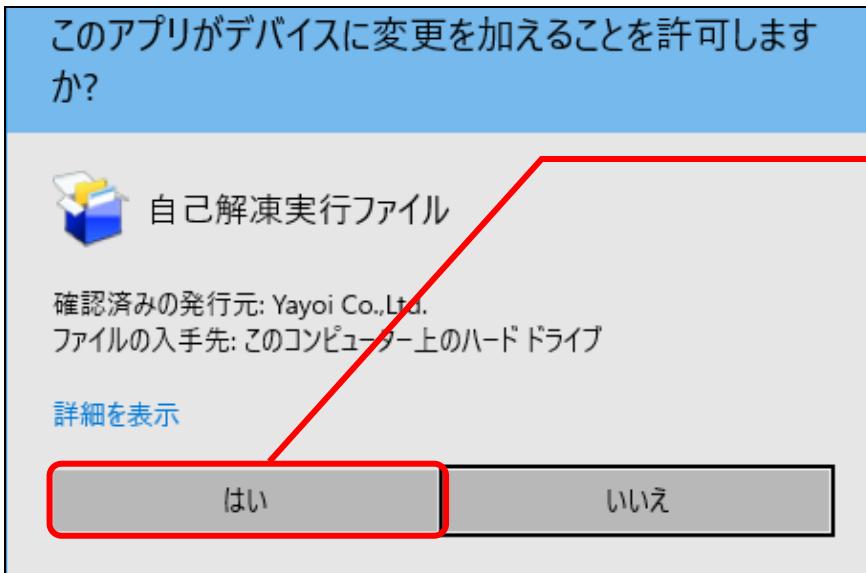 このアプリがデバイスに変更を加えることを許可します
か?
自己解凍実行ファイル
確認済みの発行元: Yayoi Co.,Ltd.
ファイルの入手先: このコンピューター上のハード ドライブ
詳細を表示
はい
いいえ